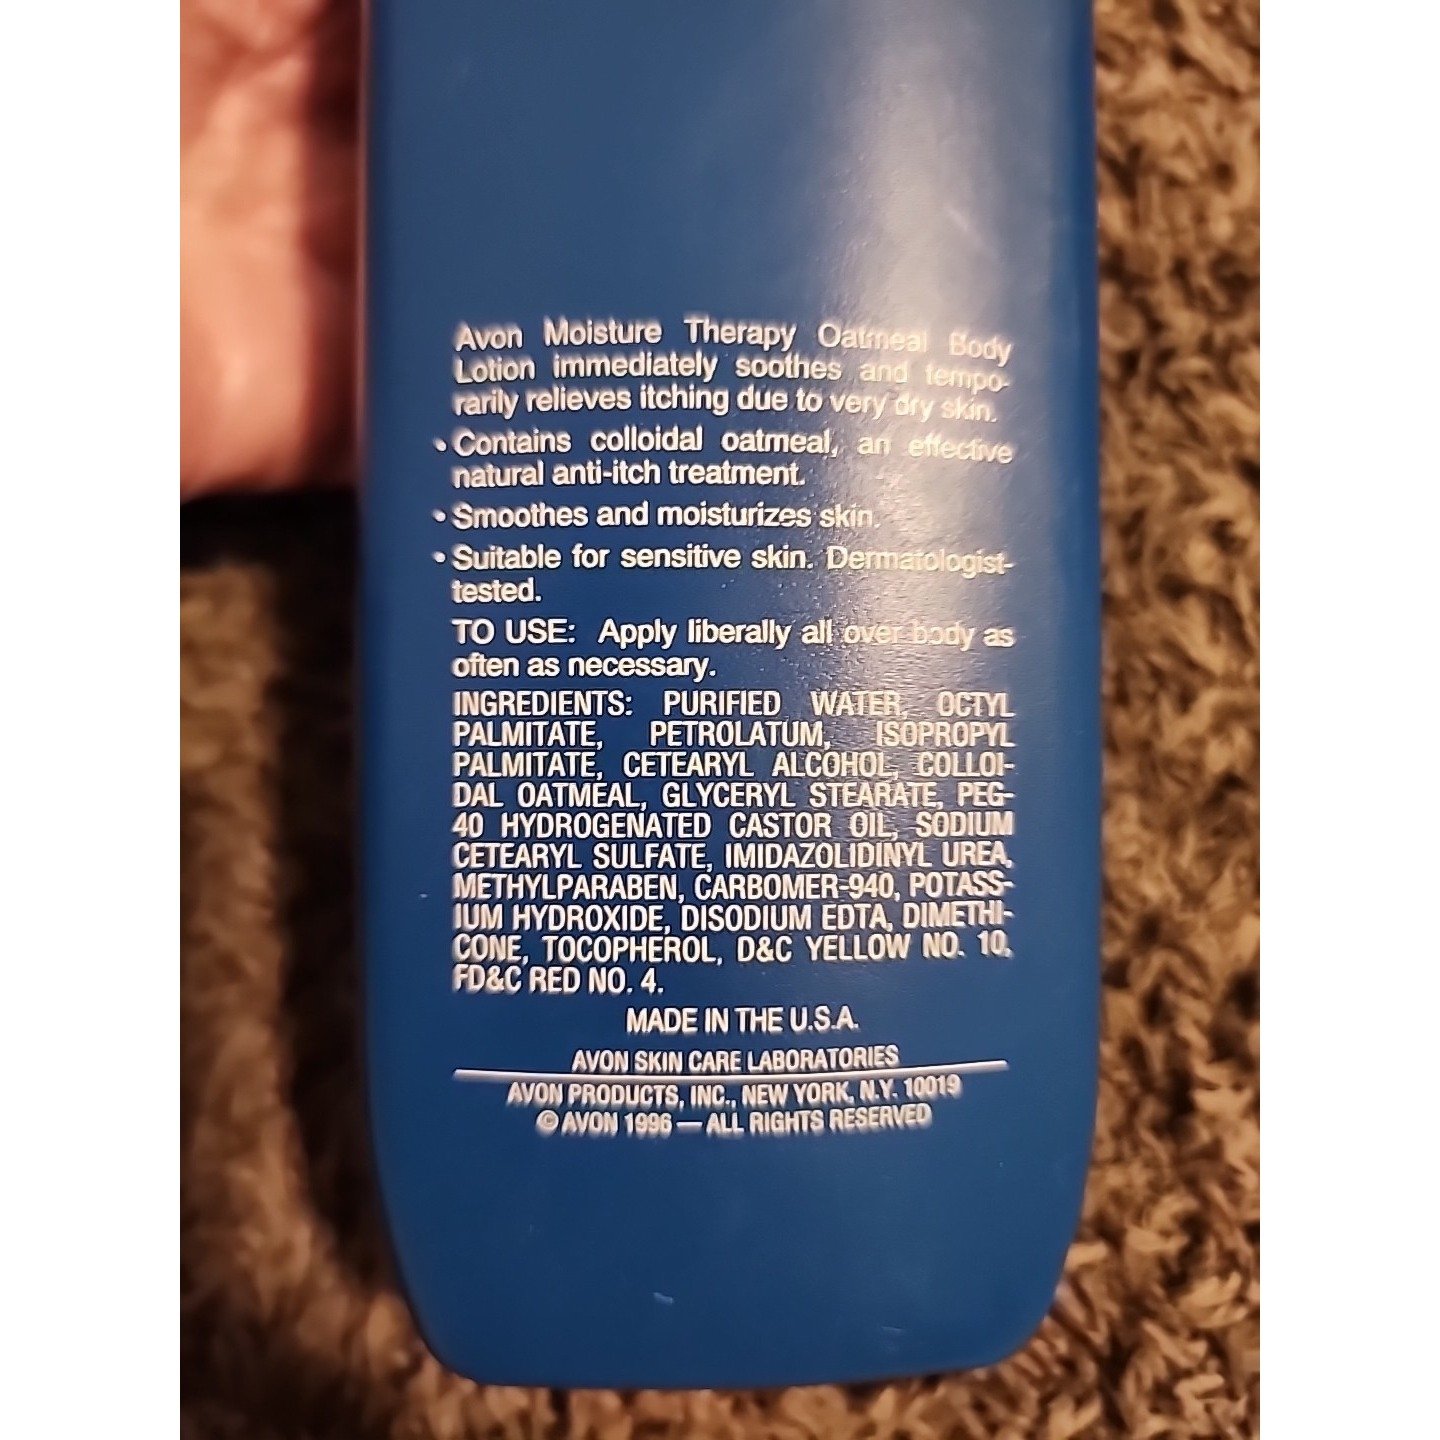 Avon Moisture Therapy Oatmeal Body
Lotion immediately soothes and tempo-
rarily relieves itching due to very dry skin.
• Contains colloidal oatmeal, an effective
natural anti-itch treatment.
• Smoothes and moisturizes skin.
• Suitable for sensitive skin. Dermatologist-
tested.
TO USE: Apply liberally all over body as
often as necessary.
INGREDIENTS: PURIFIED WATER, OCTYL
PALMITATE, PETROLATUM, ISOPROPYL
PALMITATE, CETEARYL ALCOHOL, COLLOI-
DAL OATMEAL, GLYCERYL STEARATE, PEG-
40 HYDROGENATED CASTOR OIL, SODIUM
CETEARYL SULFATE, IMIDAZOLIDINYL UREA,
METHYLPARABEN, CARBOMER-940, POTASS-
IUM HYDROXIDE, DISODIUM EDTA, DIMETHI-
CONE, TOCOPHEROL, D&C YELLOW NO. 10,
FD&C RED NO. 4.
MADE IN THE U.S.A.
AVON SKIN CARE LABORATORIES
AVON PRODUCTS, INC., NEW YORK, N.Y. 10019
© AVON 1996 — ALL RIGHTS RESERVED